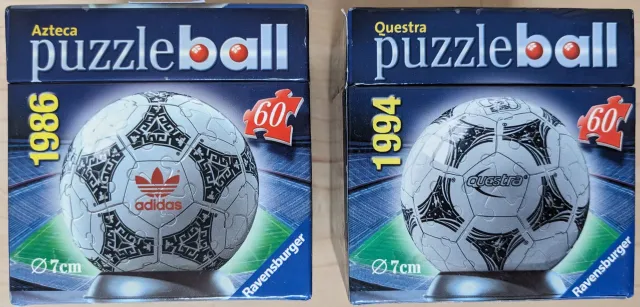 Azteca
puzzleball
1986
60
adidas
Ø 7cm
Ravensburger
Questra
puzzleball
1994
60
questra
Ø 7cm
Ravensburger